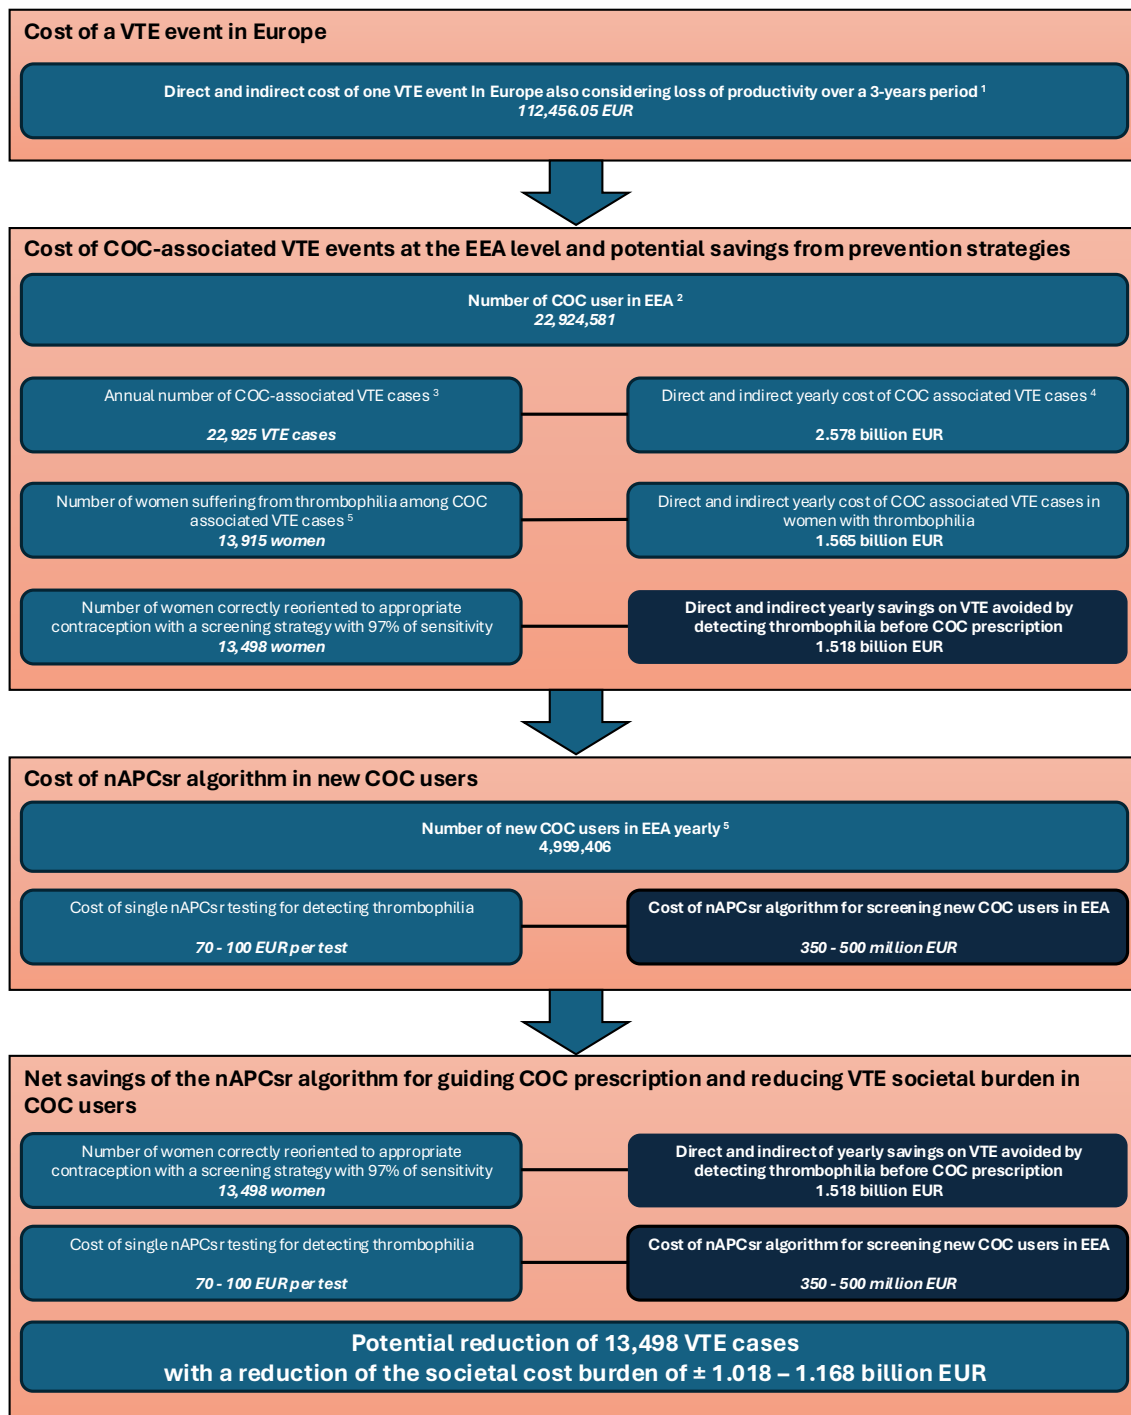 Cost of a VTE event in Europe
Direct and indirect cost of one VTE event In Europe also considering loss of productivity over a 3-years period ¹
112,456.05 EUR
Cost of COC-associated VTE events at the EEA level and potential savings from prevention strategies
Number of COC user in EEA ²
22,924,581
Annual number of COC-associated VTE cases ³
22,925 VTE cases
Direct and indirect yearly cost of COC associated VTE cases ⁴
2.578 billion EUR
Number of women suffering from thrombophilia among COC
associated VTE cases ⁵
13,915 women
Direct and indirect yearly cost of COC associated VTE cases in
women with thrombophilia
1.565 billion EUR
Number of women correctly reoriented to appropriate
contraception with a screening strategy with 97% of sensitivity
13,498 women
Direct and indirect yearly savings on VTE avoided by
detecting thrombophilia before COC prescription
1.518 billion EUR
Cost of nAPCsr algorithm in new COC users
Number of new COC users in EEA yearly ⁵
4,999,406
Cost of single nAPCsr testing for detecting thrombophilia
70 - 100 EUR per test
Cost of nAPCsr algorithm for screening new COC users in EEA
350 - 500 million EUR
Net savings of the nAPCsr algorithm for guiding COC prescription and reducing VTE societal burden in
COC users
Number of women correctly reoriented to appropriate
contraception with a screening strategy with 97% of sensitivity
13,498 women
Direct and indirect of yearly savings on VTE avoided by
detecting thrombophilia before COC prescription
1.518 billion EUR
Cost of single nAPCsr testing for detecting thrombophilia
70 - 100 EUR per test
Cost of nAPCsr algorithm for screening new COC users in EEA
350 - 500 million EUR
Potential reduction of 13,498 VTE cases
with a reduction of the societal cost burden of ± 1.018 – 1.168 billion EUR